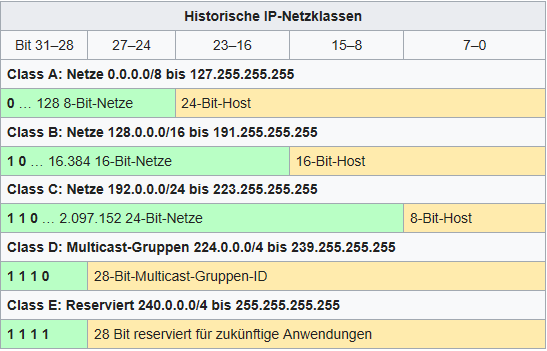 Historische IP-Netzklassen
Bit 31–28 27–24 23–16 15–8 7–0
Class A: Netze 0.0.0.0/8 bis 127.255.255.255
0 … 128 8-Bit-Netze 24-Bit-Host
Class B: Netze 128.0.0.0/16 bis 191.255.255.255
1 0 … 16.384 16-Bit-Netze 16-Bit-Host
Class C: Netze 192.0.0.0/24 bis 223.255.255.255
1 1 0 … 2.097.152 24-Bit-Netze 8-Bit-Host
Class D: Multicast-Gruppen 224.0.0.0/4 bis 239.255.255.255
1 1 1 0 28-Bit-Multicast-Gruppen-ID
Class E: Reserviert 240.0.0.0/4 bis 255.255.255.255
1 1 1 1 28 Bit reserviert für zukünftige Anwendungen